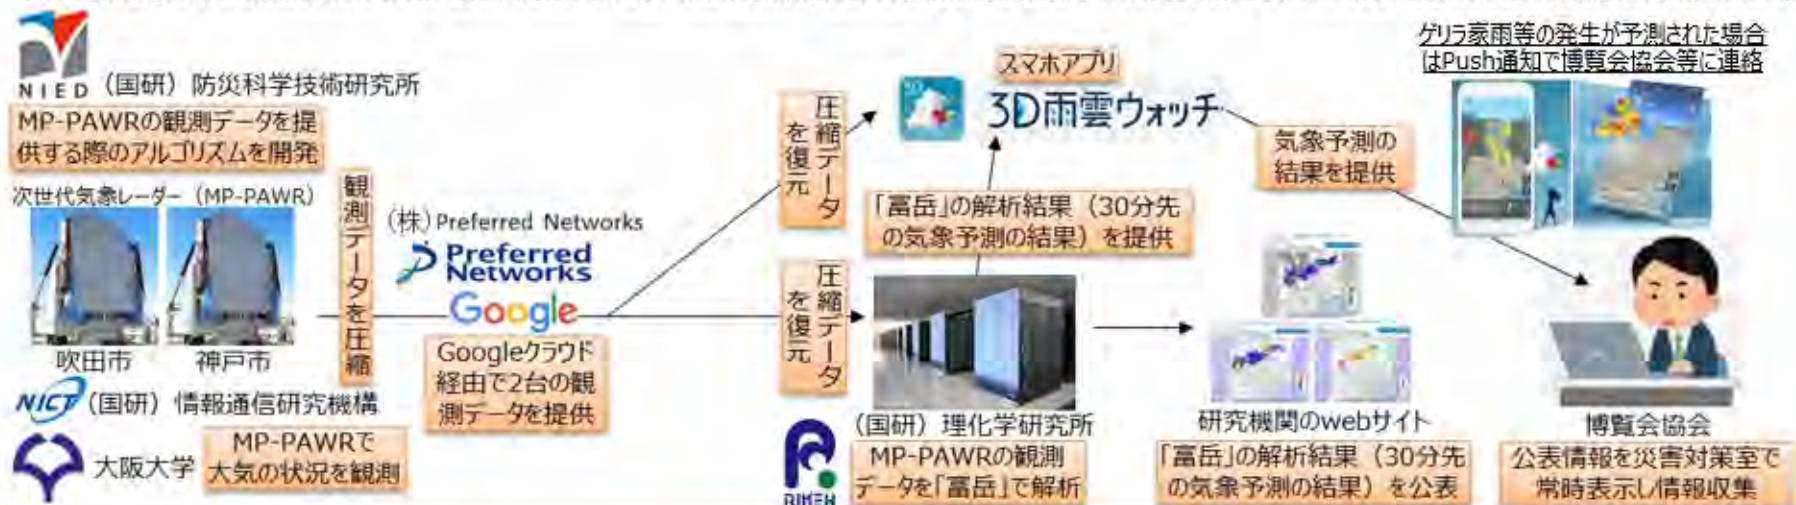 NIED (国研) 防災科学技術研究所
MP-PAWRの観測データを提
供する際のアルゴリズムを開発
次世代気象レーダー (MP-PAWR)
吹田市
神戸市
NICT (国研) 情報通信研究機構
大阪大学
MP-PAWRで
大気の状況を観測
観測データを圧縮
(株) Preferred Networks
Preferred
Networks
Google
Googleクラウド
経由で2台の観
測データを提供
圧縮データ
を復元
圧縮データ
を復元
スマホアプリ
3D雨雲ウォッチ
「富岳」の解析結果(30分先
の気象予測の結果)を提供
(国研) 理化学研究所
RIKEN
MP-PAWRの観測
データを「富岳」で解析
気象予測の
結果を提供
研究機関のwebサイト
「富岳」の解析結果(30分先
の気象予測の結果)を公表
ゲリラ豪雨等の発生が予測された場合
はPush通知で博覧会協会等に連絡
博覧会協会
公表情報を災害対策室で
常時表示し情報収集